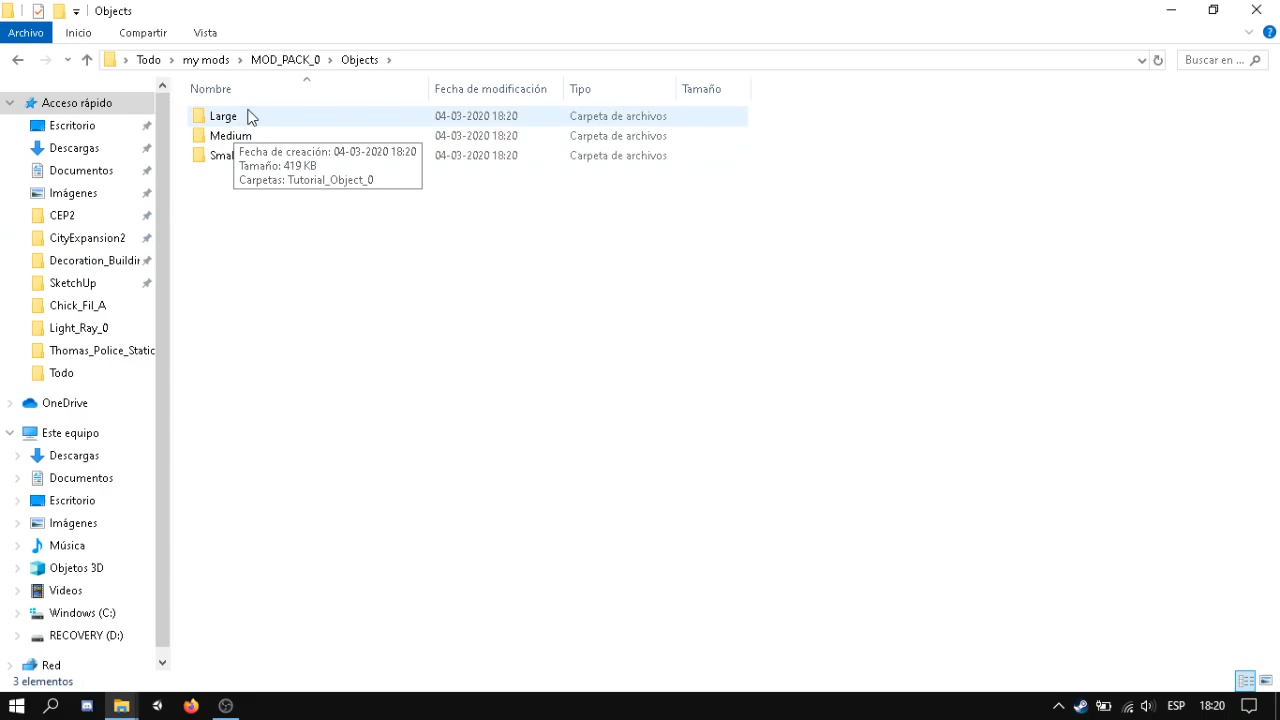 Objects
Archivo
Inicio
Compartir
Vista
Todo
my mods
MOD_PACK_0
Objects
Buscar en ...
Nombre
Fecha de modificación
Tipo
Tamaño
Large
04-03-2020 18:20
Carpeta de archivos
Medium
04-03-2020 18:20
Carpeta de archivos
Smal
04-03-2020 18:20
Carpeta de archivos
Fecha de creación: 04-03-2020 18:20
Tamaño: 419 KB
Carpetas: Tutorial_Object_0
Acceso rápido
Escritorio
Descargas
Documentos
Imágenes
CEP2
CityExpansion2
Decoration_Buildin
SketchUp
Chick_Fil_A
Light_Ray_0
Thomas_Police_Static
Todo
OneDrive
Este equipo
Descargas
Documentos
Escritorio
Imágenes
Música
Objetos 3D
Videos
Windows (C:)
RECOVERY (D:)
Red
3 elementos
ESP
18:20